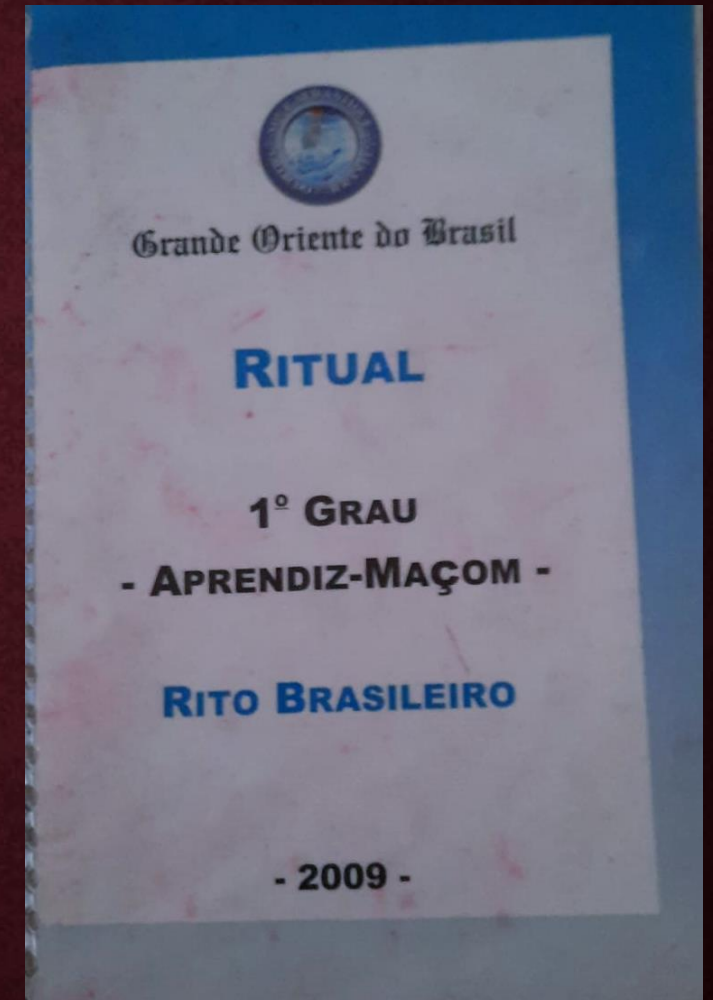 Grande Oriente do Brasil
RITUAL
1º GRAU
- APRENDIZ-MAÇOM -
RITO BRASILEIRO
- 2009 -